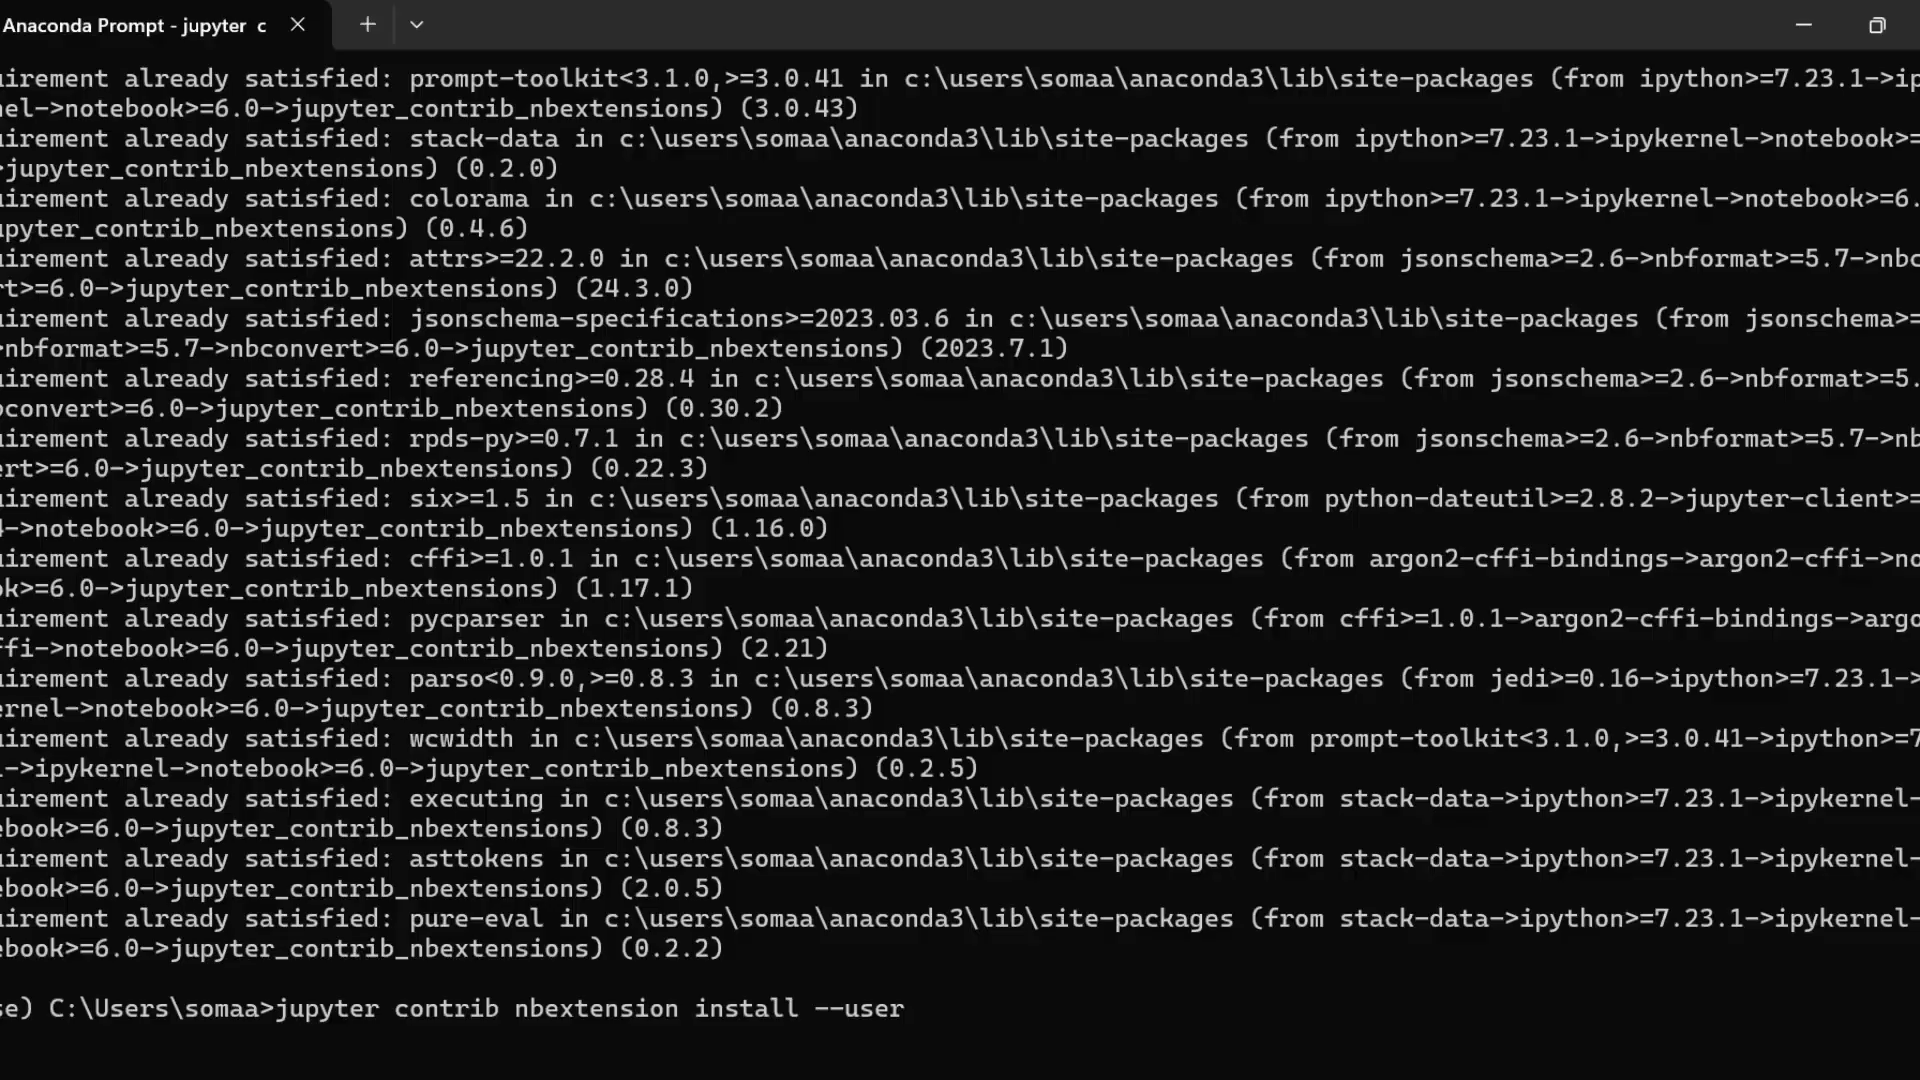 Anaconda Prompt - jupyter c
uirement already satisfied: prompt-toolkit<3.1.0,>=3.0.41 in c:\users\somaa\anaconda3\lib\site-packages (from ipython>=7.23.1->ip
nel->notebook>=6.0->jupyter_contrib_nbextensions) (3.0.43)
uirement already satisfied: stack-data in c:\users\somaa\anaconda3\lib\site-packages (from ipython>=7.23.1->ipykernel->notebook>=
>jupyter_contrib_nbextensions) (0.2.0)
uirement already satisfied: colorama in c:\users\somaa\anaconda3\lib\site-packages (from ipython>=7.23.1->ipykernel->notebook>=6.
upyter_contrib_nbextensions) (0.4.6)
uirement already satisfied: attrs>=22.2.0 in c:\users\somaa\anaconda3\lib\site-packages (from jsonschema>=2.6->nbformat>=5.7->nbc
rt>=6.0->jupyter_contrib_nbextensions) (24.3.0)
uirement already satisfied: jsonschema-specifications>=2023.03.6 in c:\users\somaa\anaconda3\lib\site-packages (from jsonschema>=
>nbformat>=5.7->nbconvert>=6.0->jupyter_contrib_nbextensions) (2023.7.1)
uirement already satisfied: referencing>=0.28.4 in c:\users\somaa\anaconda3\lib\site-packages (from jsonschema>=2.6->nbformat>=5.
bconvert>=6.0->jupyter_contrib_nbextensions) (0.30.2)
uirement already satisfied: rpds-py>=0.7.1 in c:\users\somaa\anaconda3\lib\site-packages (from jsonschema>=2.6->nbformat>=5.7->nb
ert>=6.0->jupyter_contrib_nbextensions) (0.22.3)
uirement already satisfied: six>=1.5 in c:\users\somaa\anaconda3\lib\site-packages (from python-dateutil>=2.8.2->jupyter-client>=
4->notebook>=6.0->jupyter_contrib_nbextensions) (1.16.0)
uirement already satisfied: cffi>=1.0.1 in c:\users\somaa\anaconda3\lib\site-packages (from argon2-cffi-bindings->argon2-cffi->no
ok>=6.0->jupyter_contrib_nbextensions) (1.17.1)
uirement already satisfied: pycparser in c:\users\somaa\anaconda3\lib\site-packages (from cffi>=1.0.1->argon2-cffi-bindings->argo
ffi->notebook>=6.0->jupyter_contrib_nbextensions) (2.21)
uirement already satisfied: parso<0.9.0,>=0.8.3 in c:\users\somaa\anaconda3\lib\site-packages (from jedi>=0.16->ipython>=7.23.1->
ernel->notebook>=6.0->jupyter_contrib_nbextensions) (0.8.3)
uirement already satisfied: wcwidth in c:\users\somaa\anaconda3\lib\site-packages (from prompt-toolkit<3.1.0,>=3.0.41->ipython>=7
.->ipykernel->notebook>=6.0->jupyter_contrib_nbextensions) (0.2.5)
uirement already satisfied: executing in c:\users\somaa\anaconda3\lib\site-packages (from stack-data->ipython>=7.23.1->ipykernel-
ebook>=6.0->jupyter_contrib_nbextensions) (0.8.3)
uirement already satisfied: asttokens in c:\users\somaa\anaconda3\lib\site-packages (from stack-data->ipython>=7.23.1->ipykernel-
ebook>=6.0->jupyter_contrib_nbextensions) (2.0.5)
uirement already satisfied: pure-eval in c:\users\somaa\anaconda3\lib\site-packages (from stack-data->ipython>=7.23.1->ipykernel-
ebook>=6.0->jupyter_contrib_nbextensions) (0.2.2)
se) C:\Users\somaa>jupyter contrib nbextension install --user